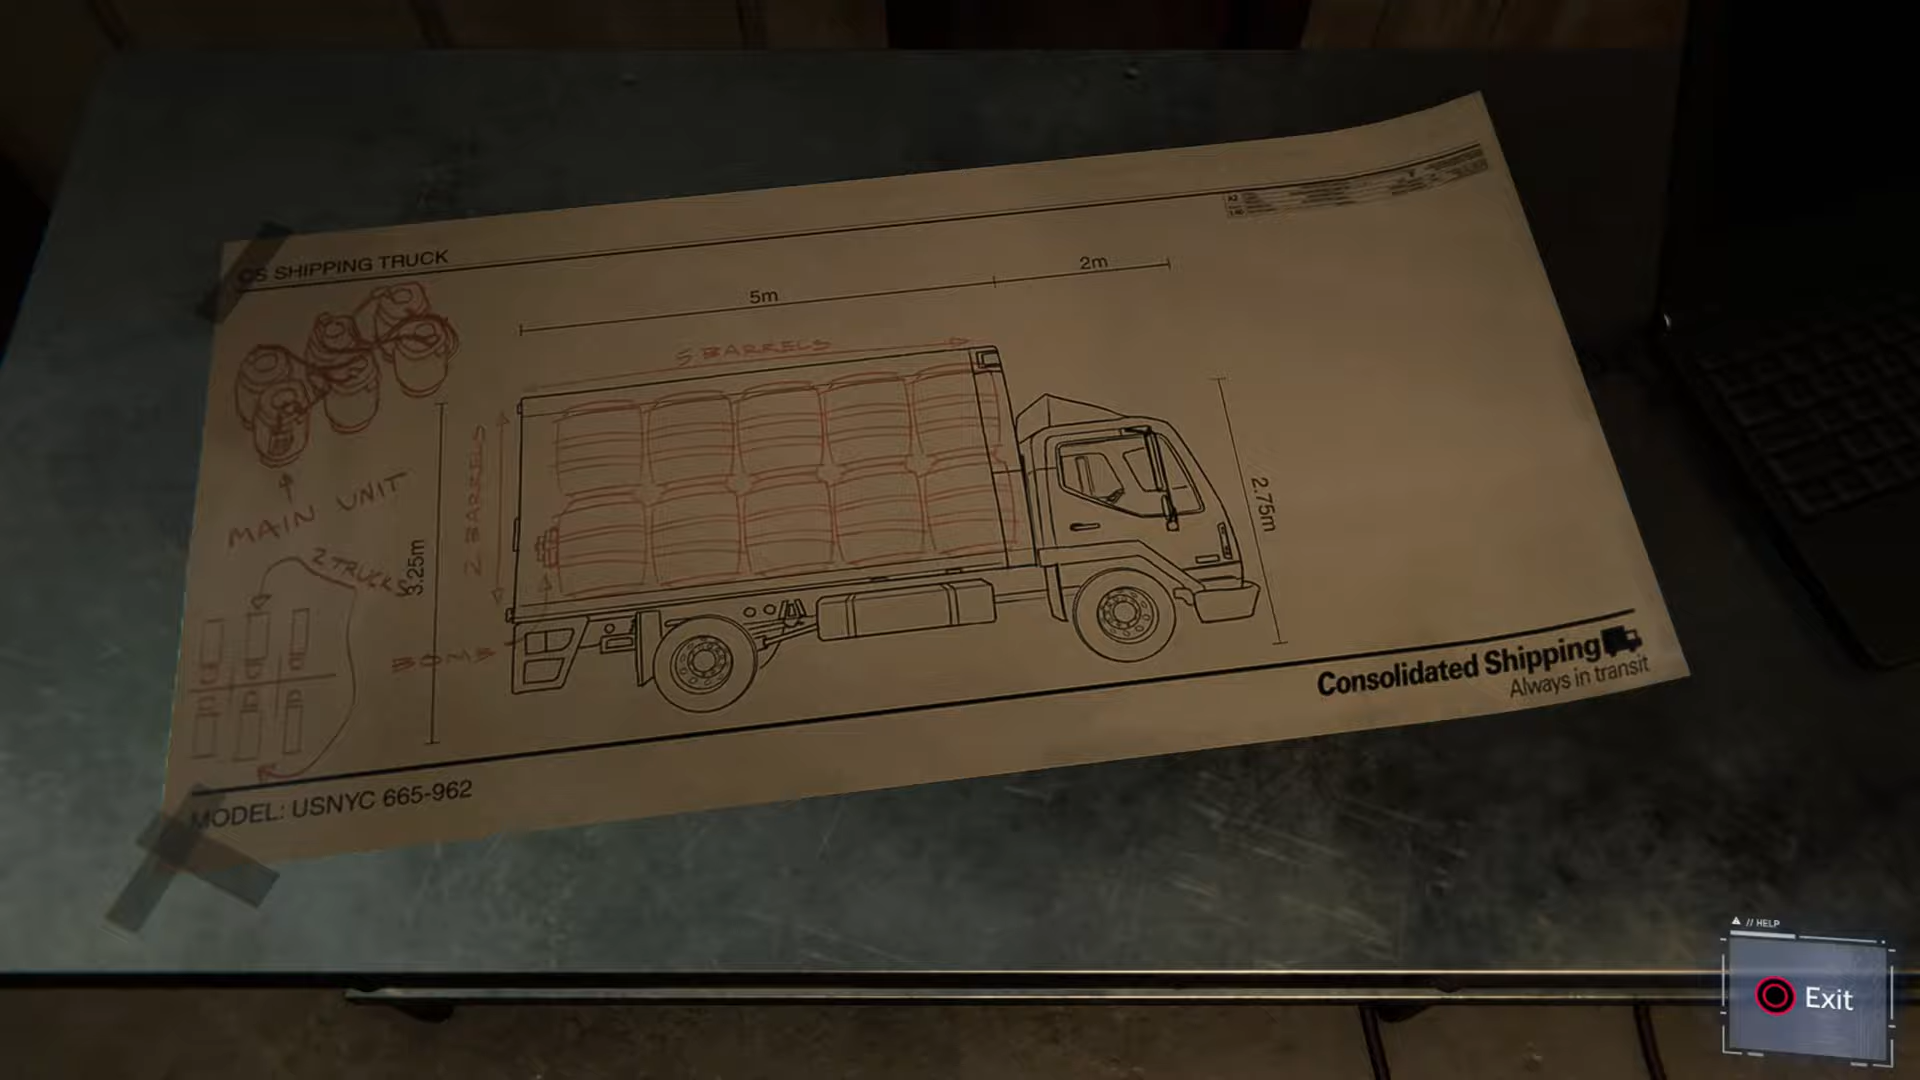 CS SHIPPING TRUCK
A2
5m
2m
5 BARRELS
2 BARRELS
MAIN UNIT
2 TRUCKS
3.25m
2.75m
BOMB
Consolidated Shipping
Always in transit
MODEL: USNYC 665-962
// HELP
Exit